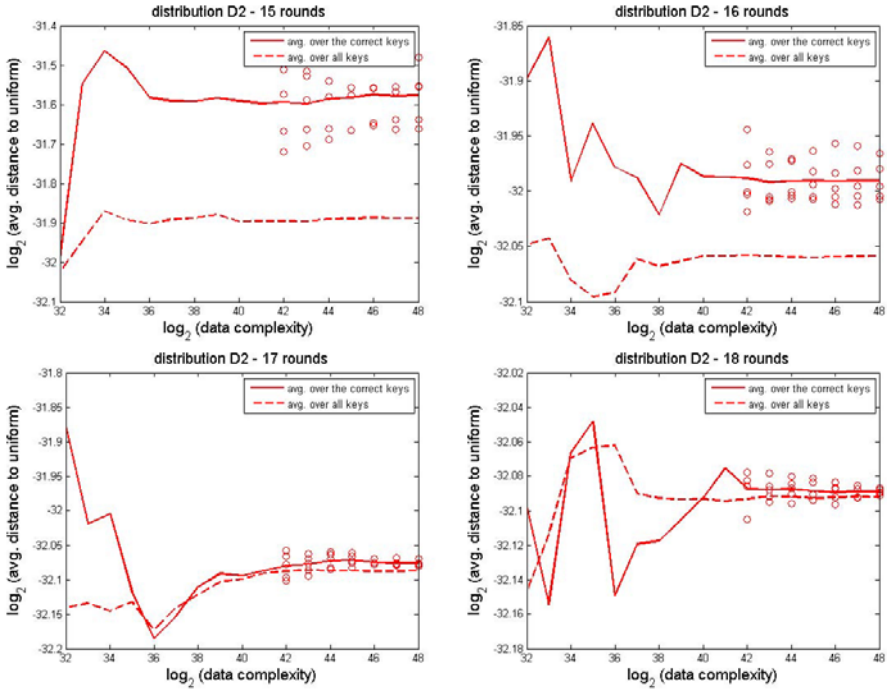 distribution D2 - 15 rounds
-31.4
-31.5
-31.6
-31.7
-31.8
-31.9
-32
-32.1
avg. over the correct keys
avg. over all keys
32 34 36 38 40 42 44 46 48
log2 (data complexity)
log2 (avg. distance to uniform)
distribution D2 - 16 rounds
-31.85
-31.9
-31.95
-32
-32.05
-32.1
avg. over the correct keys
avg. over all keys
32 34 36 38 40 42 44 46 48
log2 (data complexity)
log2 (avg. distance to uniform)
distribution D2 - 17 rounds
-31.8
-31.85
-31.9
-31.95
-32
-32.05
-32.1
-32.15
-32.2
avg. over the correct keys
avg. over all keys
32 34 36 38 40 42 44 46 48
log2 (data complexity)
log2 (avg. distance to uniform)
distribution D2 - 18 rounds
-32.02
-32.04
-32.06
-32.08
-32.1
-32.12
-32.14
-32.16
-32.18
avg. over the correct keys
avg. over all keys
32 34 36 38 40 42 44 46 48
log2 (data complexity)
log2 (avg. distance to uniform)